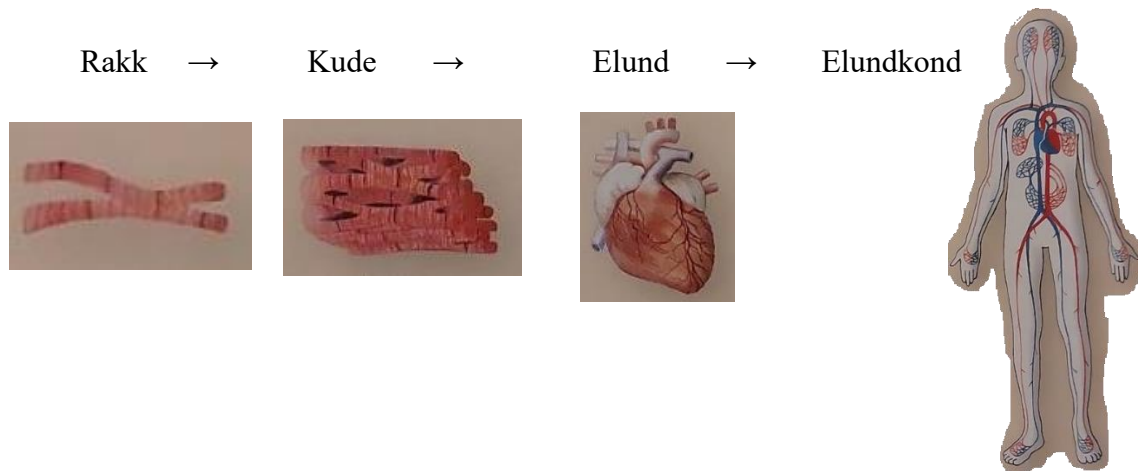 Rakk → Kude → Elund → Elundkond